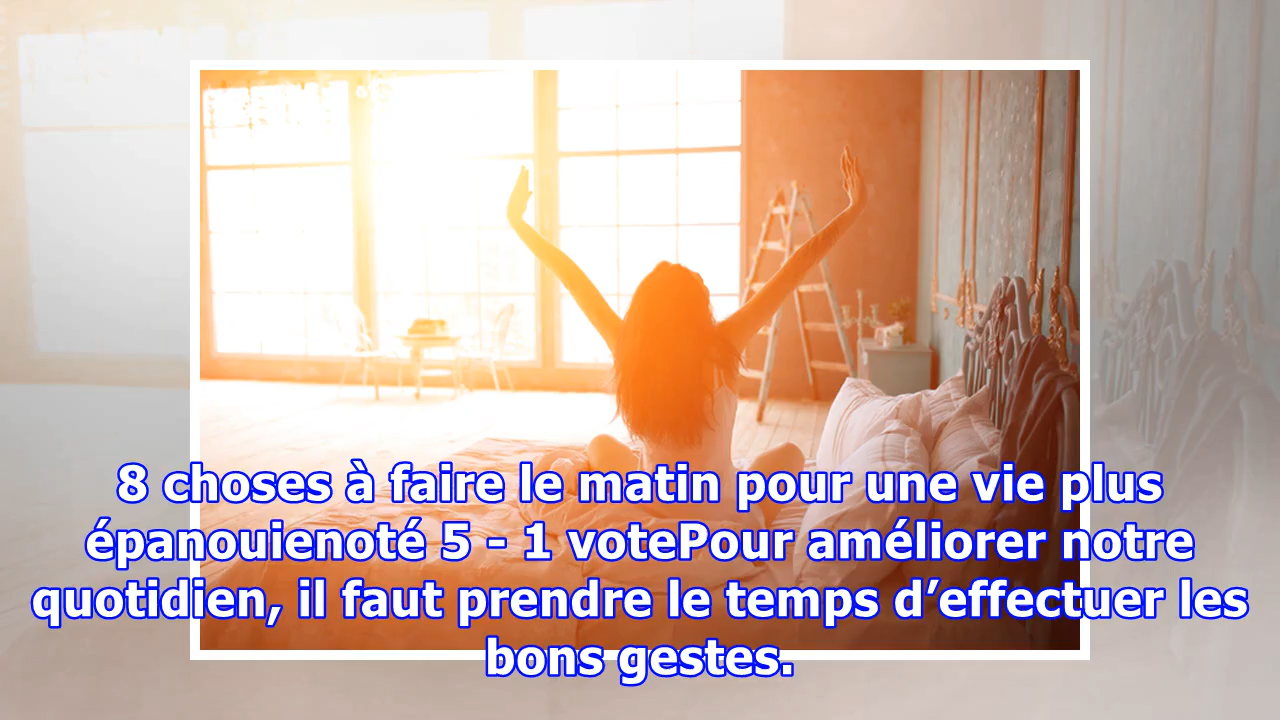 8 choses à faire le matin pour une vie plus
épanouienoté 5 - 1 votePour améliorer notre
quotidien, il faut prendre le temps d’effectuer les
bons gestes.